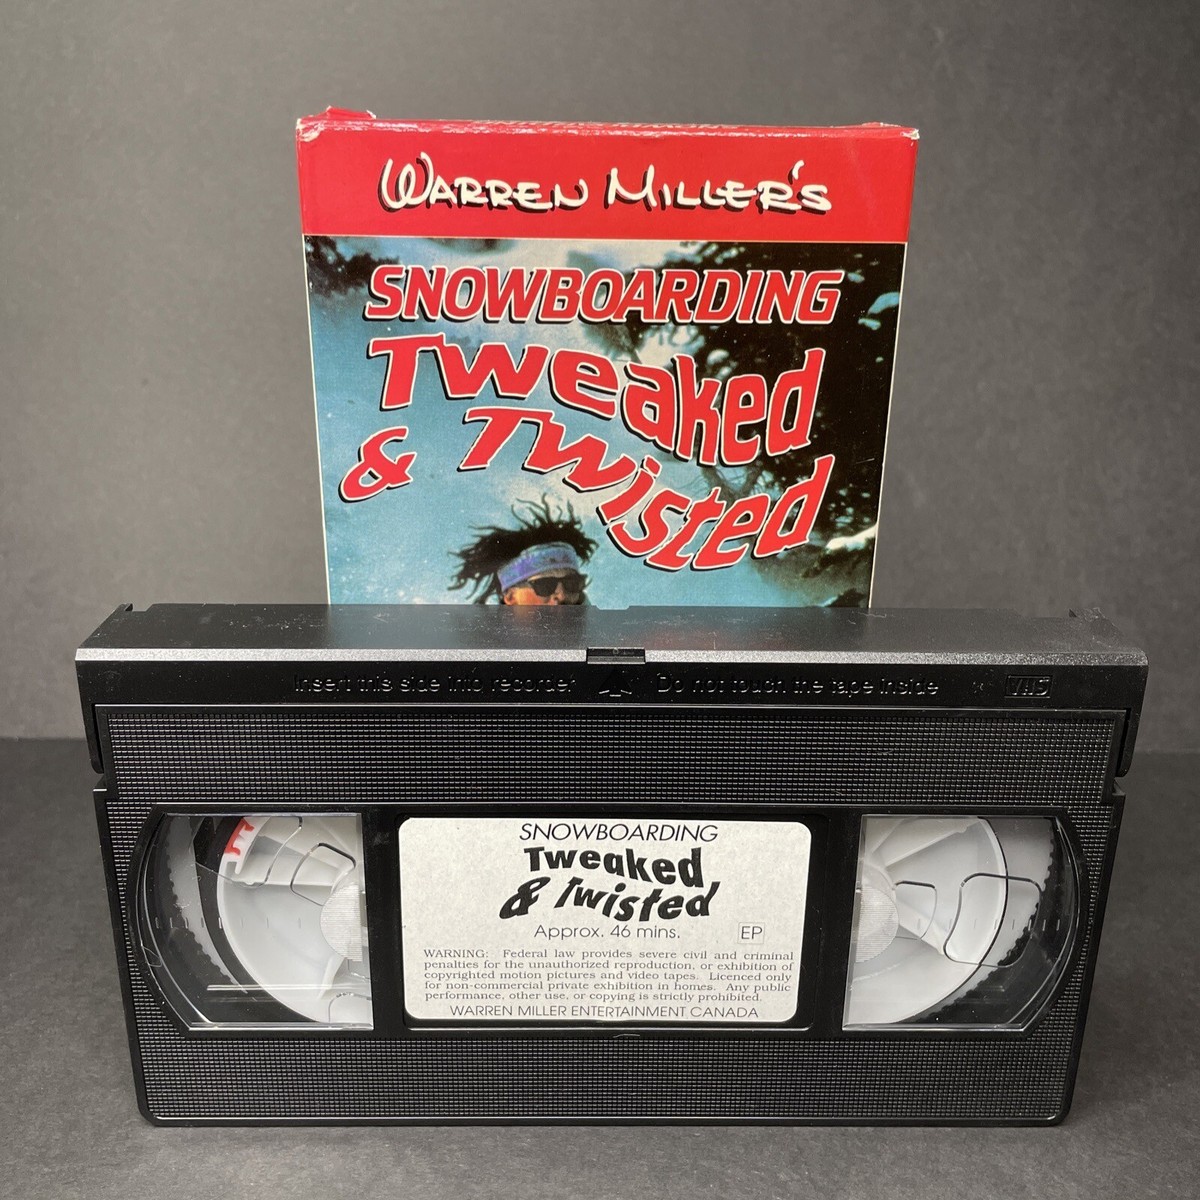 WARREN MILLER'S
SNOWBOARDING
Tweaked
& Twisted
Insert this side into recorder Do not touch the tape inside VHS
SNOWBOARDING
Tweaked
& Twisted
Approx. 46 mins. EP
WARNING: Federal law provides severe civil and criminal
penalties for the unauthorized reproduction, or exhibition of
copyrighted motion pictures and video tapes. Licenced only
for non-commercial private exhibition in homes. Any public
performance, other use, or copying is strictly prohibited.
WARREN MILLER ENTERTAINMENT CANADA